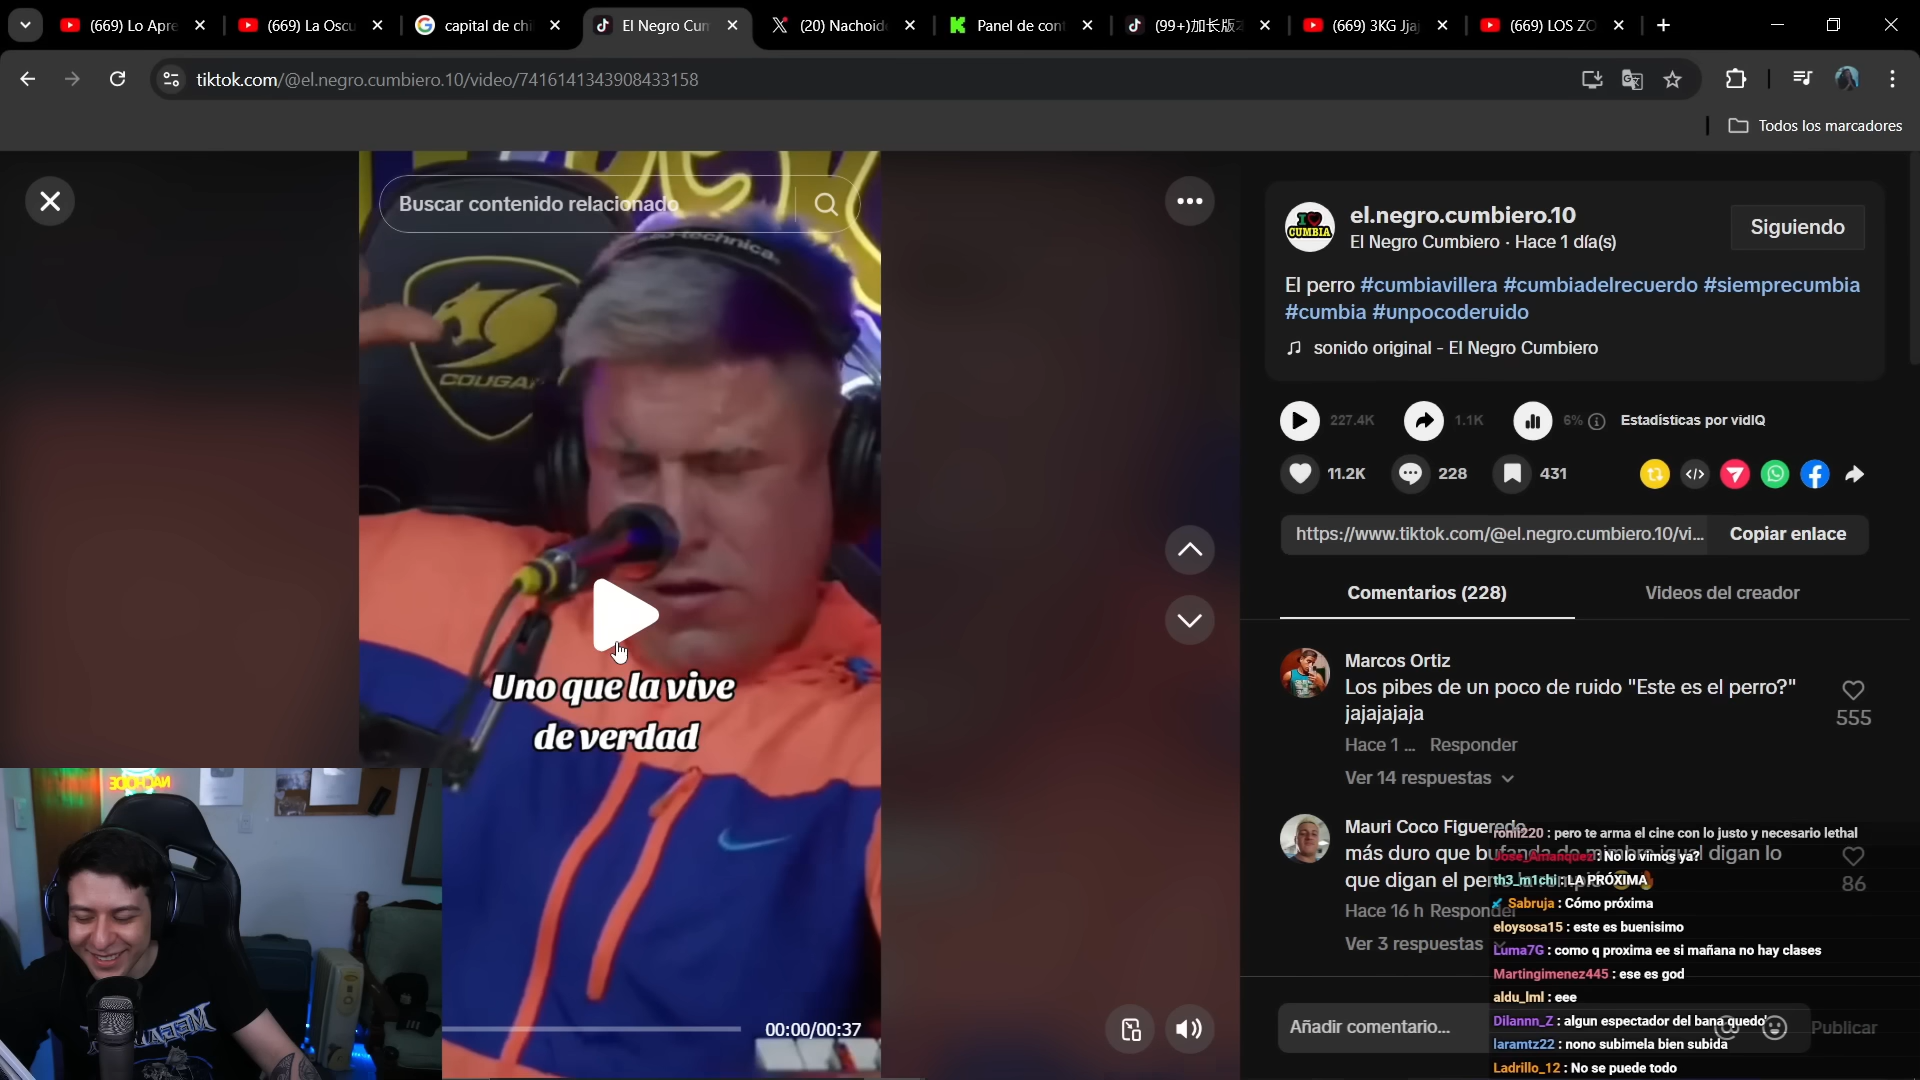 (669) Lo Apre
(669) La Oscu
capital de chi
El Negro Cum
(20) Nachoide
Panel de cont
(99+)加长版
(669) 3KG Jjaj
(669) LOS ZO
tiktok.com/@el.negro.cumbiero.10/video/7416141343908433158
Todos los marcadores
Buscar contenido relacionado
technica
COUGAR
Uno que la vive
de verdad
00:00/00:37
I CUMBIA
el.negro.cumbiero.10
El Negro Cumbiero · Hace 1 día(s)
Siguiendo
El perro #cumbiavillera #cumbiadelrecuerdo #siemprecumbia
#cumbia #unpocoderuido
sonido original - El Negro Cumbiero
227.4K
1.1K
6%
Estadísticas por vidIQ
11.2K
228
431
https://www.tiktok.com/@el.negro.cumbiero.10/vi...
Copiar enlace
Comentarios (228)
Videos del creador
Marcos Ortiz
Los pibes de un poco de ruido "Este es el perro?"
jajajajaja
555
Hace 1 ... Responder
Ver 14 respuestas
Mauri Coco Figueredo
más duro que bufanda de mimbre igual digan lo
que digan el perro
86
Hace 16 h Responder
Ver 3 respuestas
romi220 : pero te arma el cine con lo justo y necesario lethal
Jose_Amanquez : No lo vimos ya?
th3_m1chi : LA PRÓXIMA
Sabruja : Cómo próxima
eloysosa15 : este es buenisimo
Luma7G : como q proxima ee si mañana no hay clases
Martingimenez445 : ese es god
aldu_lml : eee
Dilannn_Z : algun espectador del bana quedo
laramtz22 : nono subimela bien subida
Ladrillo_12 : No se puede todo
Añadir comentario...
Publicar
NACHOIDE